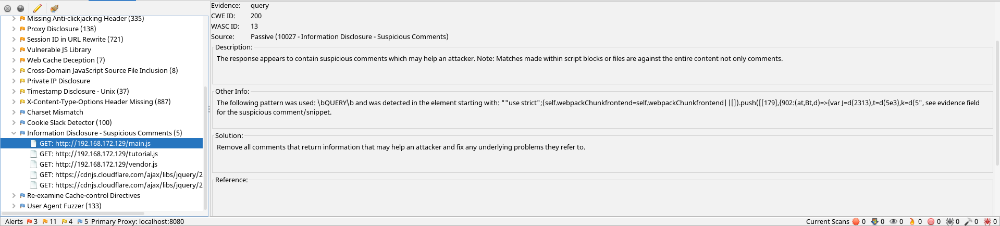 Missing Anti-clickjacking Header (335)
Proxy Disclosure (138)
Session ID in URL Rewrite (721)
Vulnerable JS Library
Web Cache Deception (7)
Cross-Domain JavaScript Source File Inclusion (8)
Private IP Disclosure
Timestamp Disclosure - Unix (37)
X-Content-Type-Options Header Missing (887)
Charset Mismatch
Cookie Slack Detector (100)
Information Disclosure - Suspicious Comments (5)
GET: http://192.168.172.129/main.js
GET: http://192.168.172.129/tutorial.js
GET: http://192.168.172.129/vendor.js
GET: https://cdnjs.cloudflare.com/ajax/libs/jquery/2
GET: https://cdnjs.cloudflare.com/ajax/libs/jquery/2
Re-examine Cache-control Directives
User Agent Fuzzer (133)
Evidence: query
CWE ID: 200
WASC ID: 13
Source: Passive (10027 - Information Disclosure - Suspicious Comments)
Description:
The response appears to contain suspicious comments which may help an attacker. Note: Matches made within script blocks or files are against the entire content not only comments.
Other Info:
The following pattern was used: \bQUERY\b and was detected in the element starting with: ""use strict";(self.webpackChunkfrontend=self.webpackChunkfrontend||[]).push([[179],{902:(at,Bt,d)=>{var J=d(2313),t=d(5e3),k=d(5", see evidence field
for the suspicious comment/snippet.
Solution:
Remove all comments that return information that may help an attacker and fix any underlying problems they refer to.
Reference:
Alerts 3 11 4 5 Primary Proxy: localhost:8080
Current Scans 0 0 0 0 0 0 0 0